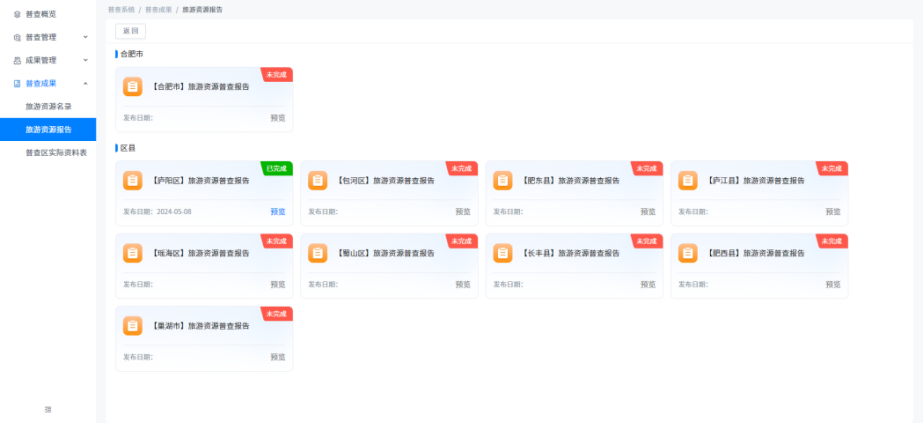 普查概览
普查管理
成果管理
普查成果
旅游资源名录
旅游资源报告
普查区实际资料表
普查系统 / 普查成果 / 旅游资源报告
返回
合肥市
未完成
【合肥市】旅游资源普查报告
发布日期: 预览
区县
已完成
【庐阳区】旅游资源普查报告
发布日期: 2024-05-08 预览
未完成
【包河区】旅游资源普查报告
发布日期: 预览
未完成
【肥东县】旅游资源普查报告
发布日期: 预览
未完成
【庐江县】旅游资源普查报告
发布日期: 预览
未完成
【瑶海区】旅游资源普查报告
发布日期: 预览
未完成
【蜀山区】旅游资源普查报告
发布日期: 预览
未完成
【长丰县】旅游资源普查报告
发布日期: 预览
未完成
【肥西县】旅游资源普查报告
发布日期: 预览
未完成
【巢湖市】旅游资源普查报告
发布日期: 预览